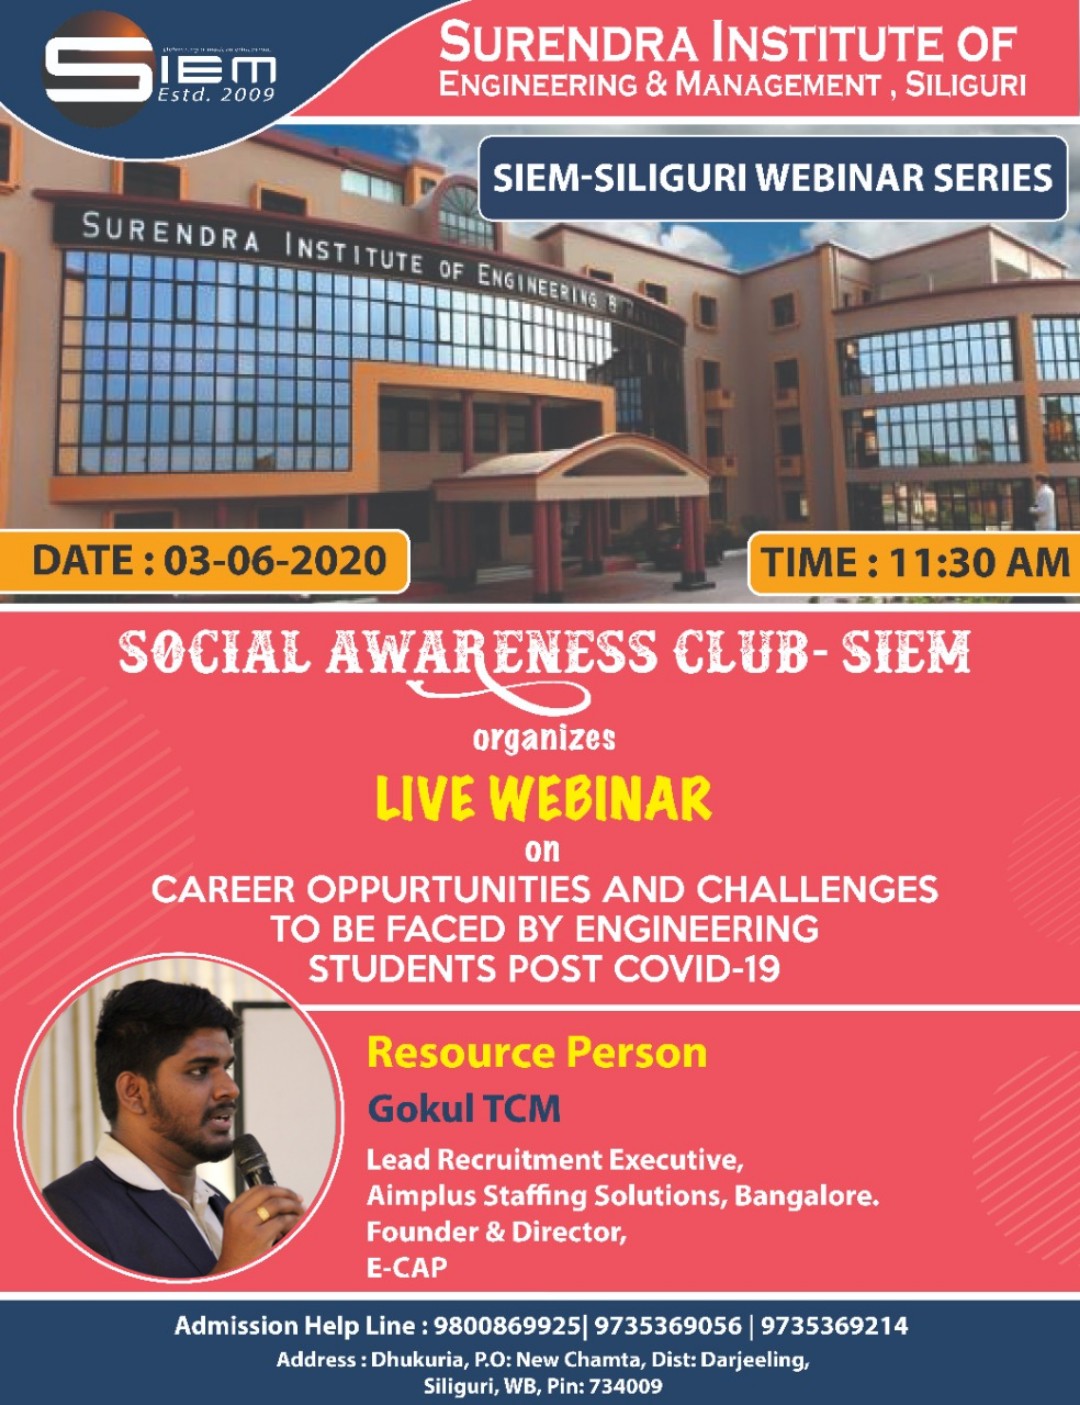 SIEM
Estd. 2009
SURENDRA INSTITUTE OF
ENGINEERING & MANAGEMENT , SILIGURI
SIEM-SILIGURI WEBINAR SERIES
SURENDRA INSTITUTE OF ENGINEERING &
DATE : 03-06-2020
TIME : 11:30 AM
SOCIAL AWARENESS CLUB- SIEM
organizes
LIVE WEBINAR
on
CAREER OPPURTUNITIES AND CHALLENGES
TO BE FACED BY ENGINEERING
STUDENTS POST COVID-19
Resource Person
Gokul TCM
Lead Recruitment Executive,
Aimplus Staffing Solutions, Bangalore.
Founder & Director,
E-CAP
Admission Help Line : 9800869925| 9735369056 | 9735369214
Address : Dhukuria, P.O: New Chamta, Dist: Darjeeling,
Siliguri, WB, Pin: 734009